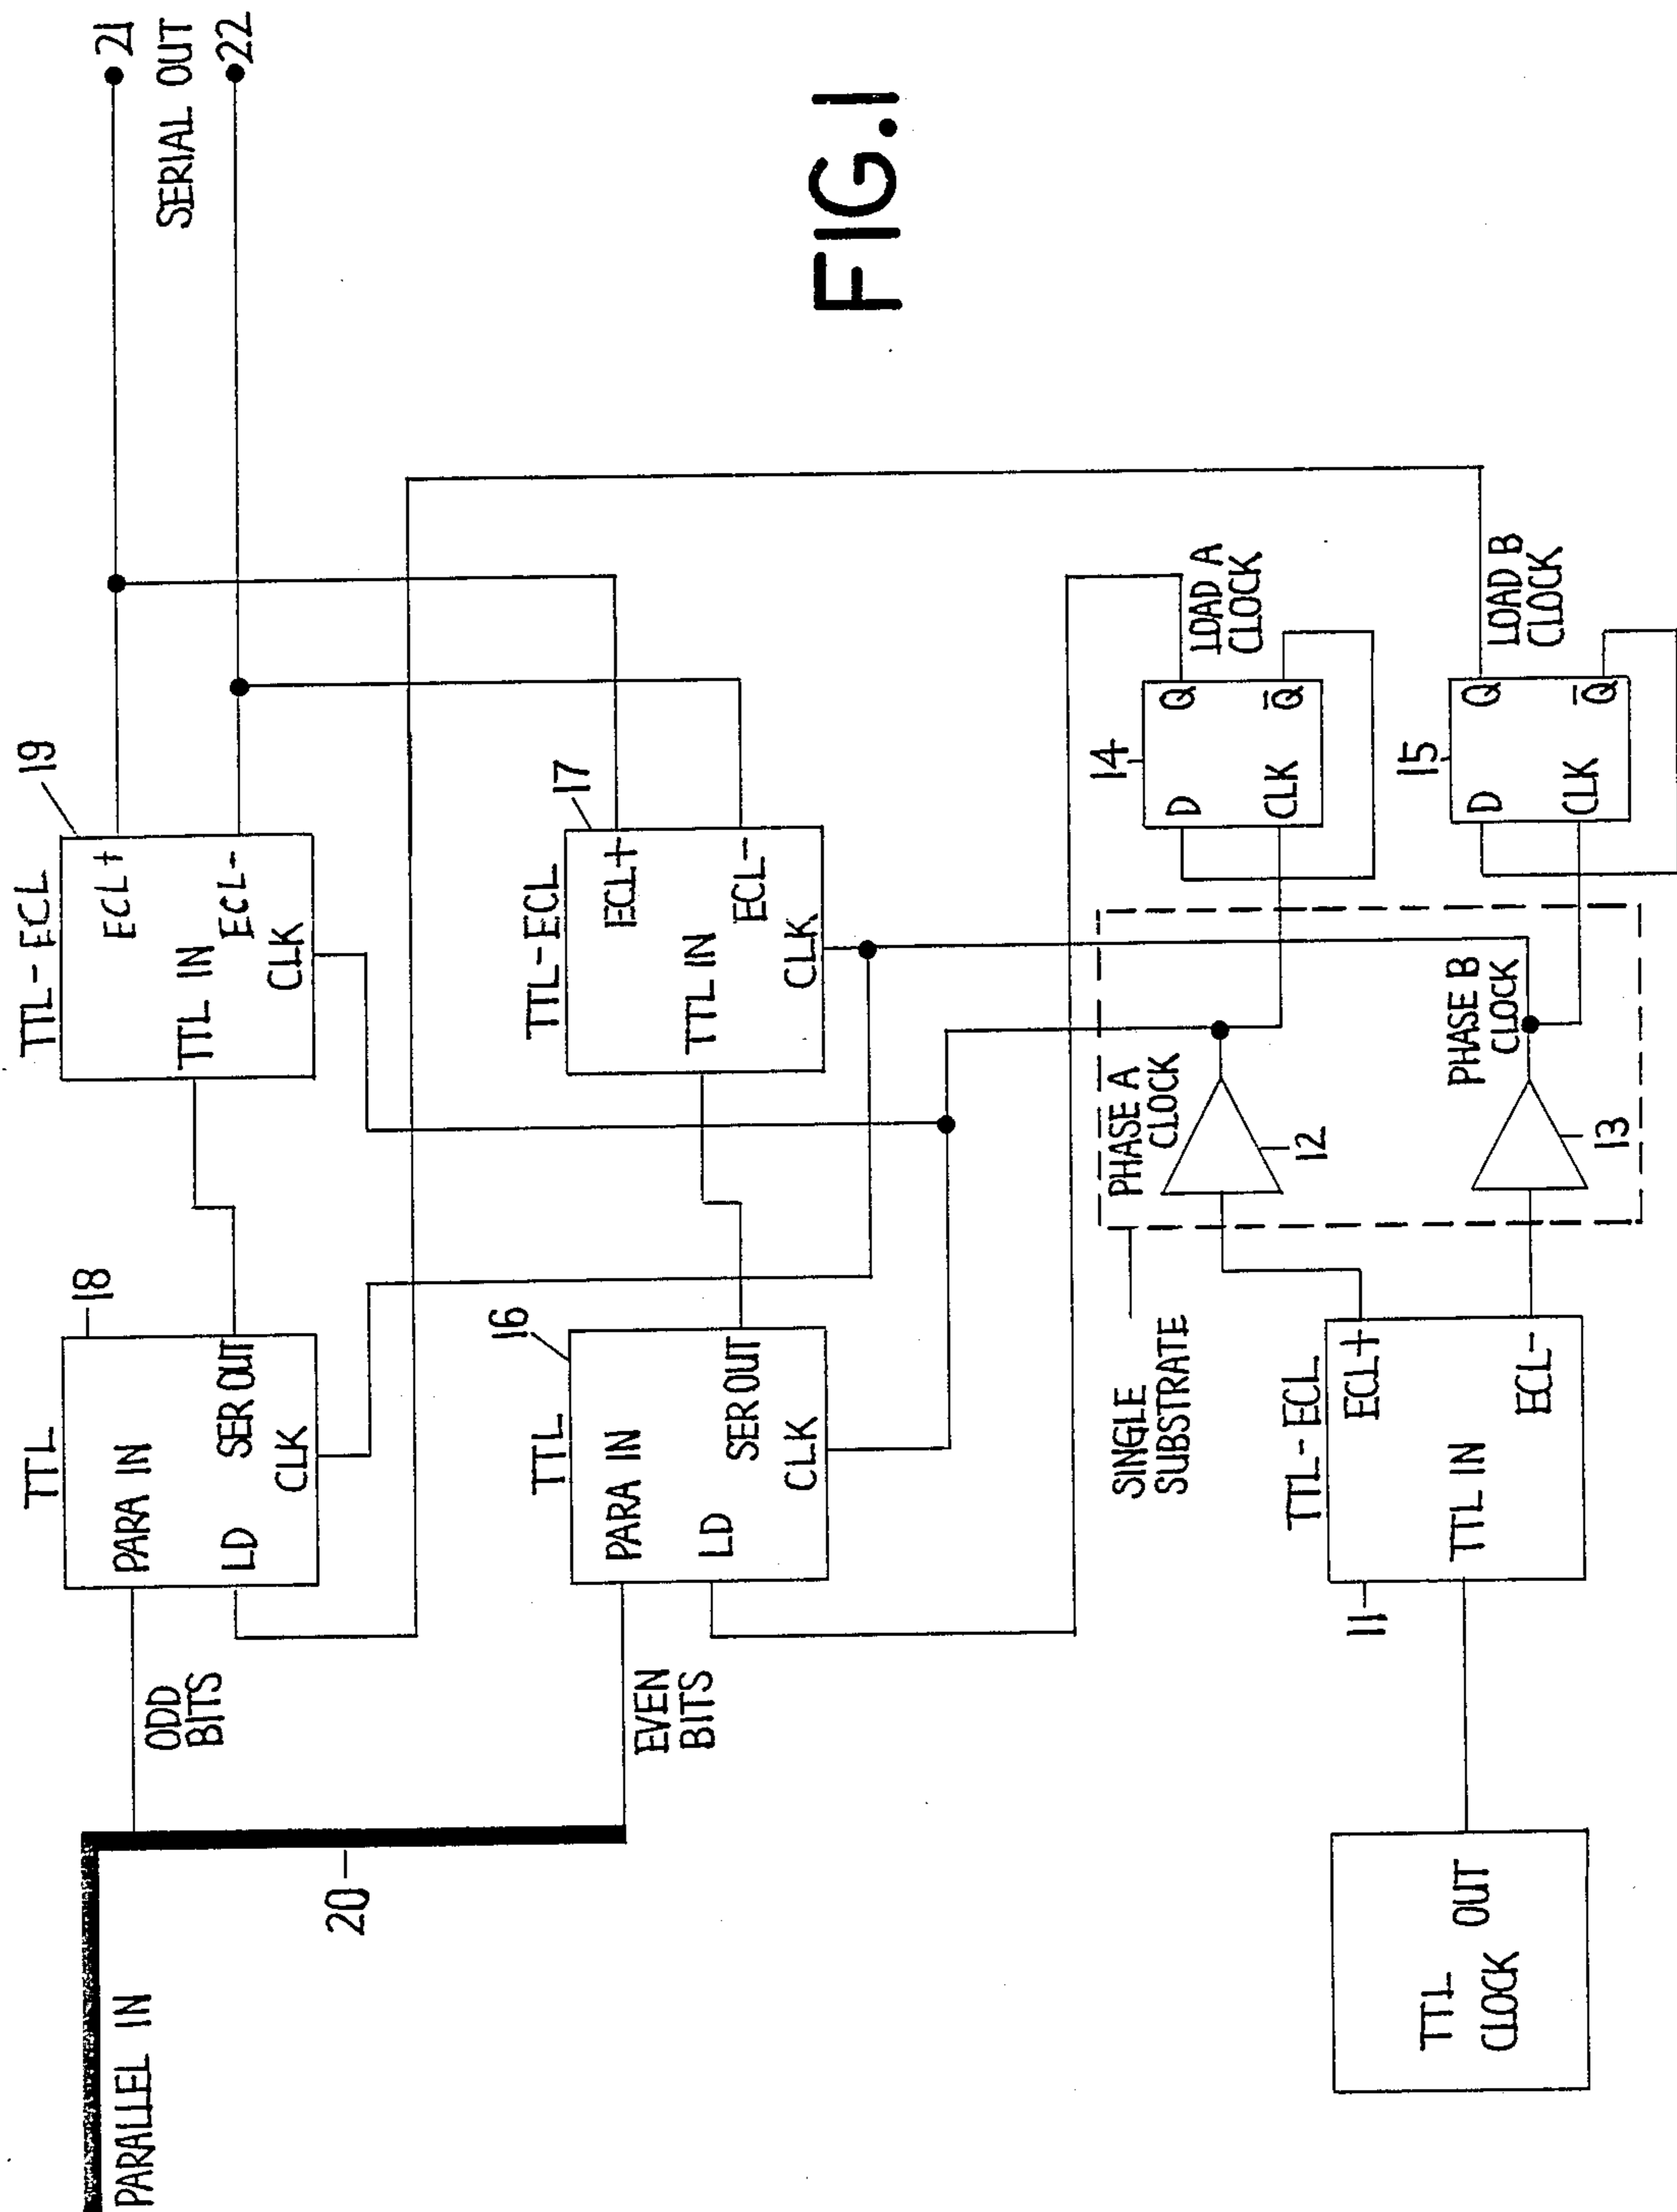 PARALLEL IN
20
ODD
BITS
EVEN
BITS
TTL
18
PARA IN
LD
SER OUT
CLK
TTL-ECL
19
ECL+
TTL IN
ECL-
CLK
21
SERIAL OUT
22
TTL
16
PARA IN
LD
SER OUT
CLK
TTL-ECL
17
ECL+
TTL IN
ECL-
CLK
TTL
CLOCK
OUT
11
TTL-ECL
ECL+
TTL IN
ECL-
SINGLE
SUBSTRATE
PHASE A
CLOCK
12
PHASE B
CLOCK
13
14
D
Q
CLK
Q̅
LOAD A
CLOCK
15
D
Q
CLK
Q̅
LOAD B
CLOCK
FIG.1